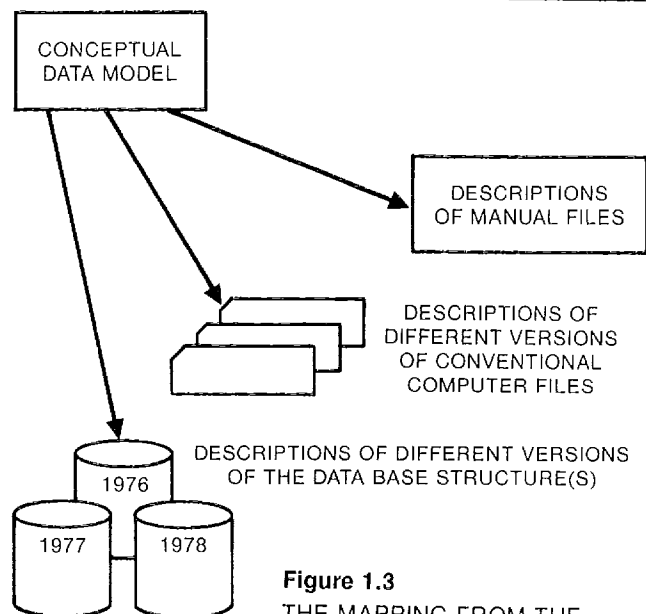 CONCEPTUAL
DATA MODEL
DESCRIPTIONS
OF MANUAL FILES
DESCRIPTIONS OF
DIFFERENT VERSIONS
OF CONVENTIONAL
COMPUTER FILES
DESCRIPTIONS OF DIFFERENT VERSIONS
OF THE DATA BASE STRUCTURE(S)
1976
1977
1978
Figure 1.3
THE MAPPING FROM THE